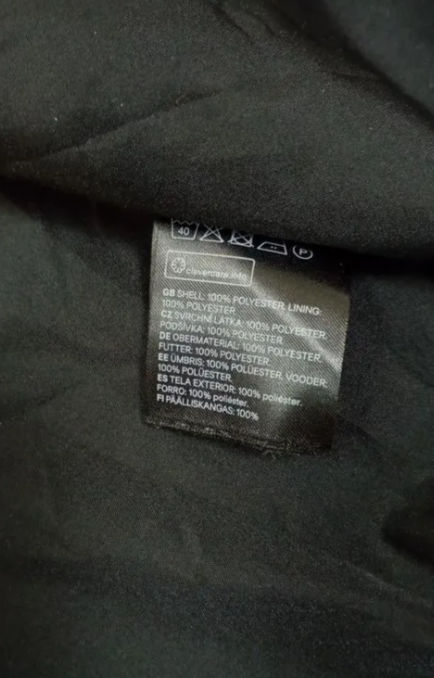 40
P
clevercare.info
GB SHELL: 100% POLYESTER, LINING:
100% POLYESTER.
CZ SVRCHNÍ LÁTKA: 100% POLYESTER.
PODŠÍVKA: 100% POLYESTER.
DE OBERMATERIAL: 100% POLYESTER.
FUTTER: 100% POLYESTER.
EE ÜMBRIS: 100% POLÜESTER, VOODER:
100% POLÜESTER.
ES TELA EXTERIOR: 100% poliéster.
FORRO: 100% poliéster.
FI PÄÄLLISKANGAS: 100%